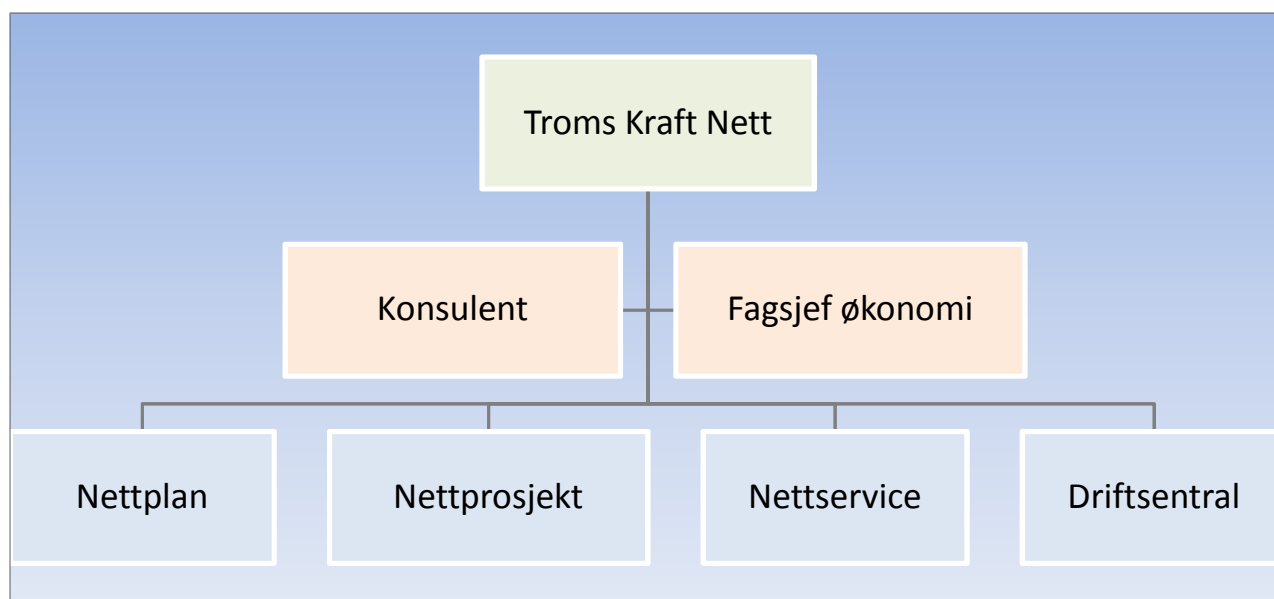 Troms Kraft Nett
Konsulent
Fagsjef økonomi
Nettplan
Nettprosjekt
Nettservice
Driftsentral